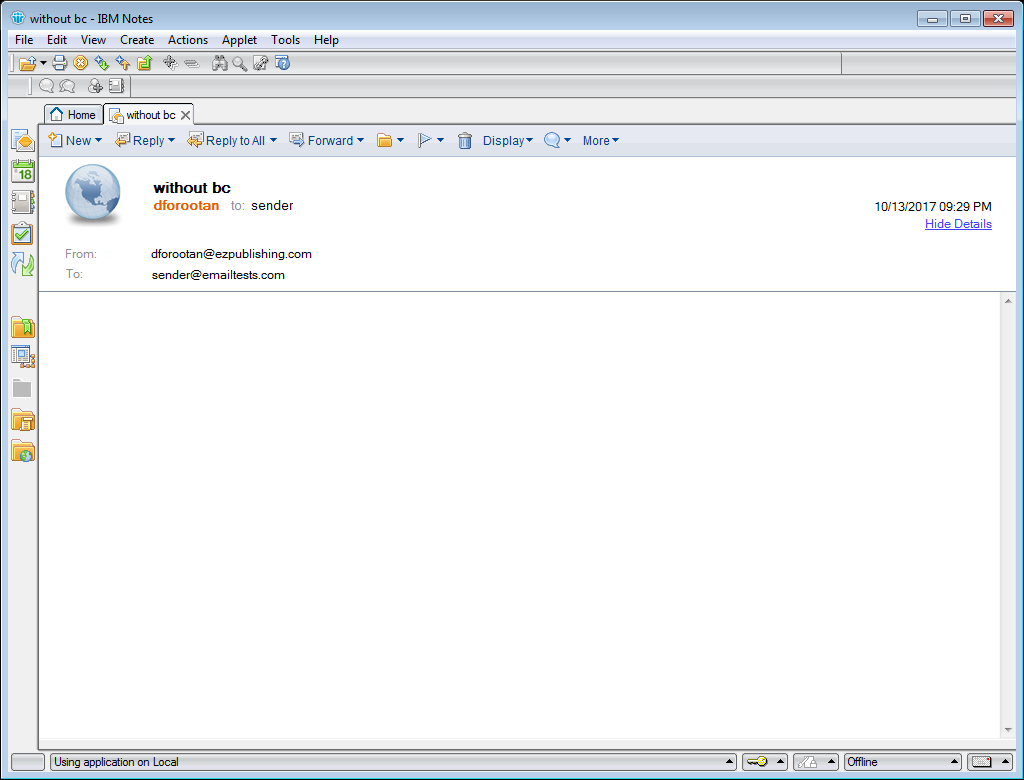 without bc - IBM Notes
File Edit View Create Actions Applet Tools Help
Home without bc
New Reply Reply to All Forward Display More
18
without bc
dforootan to: sender
10/13/2017 09:29 PM
Hide Details
From: dforootan@ezpublishing.com
To: sender@emailtests.com
Using application on Local Offline